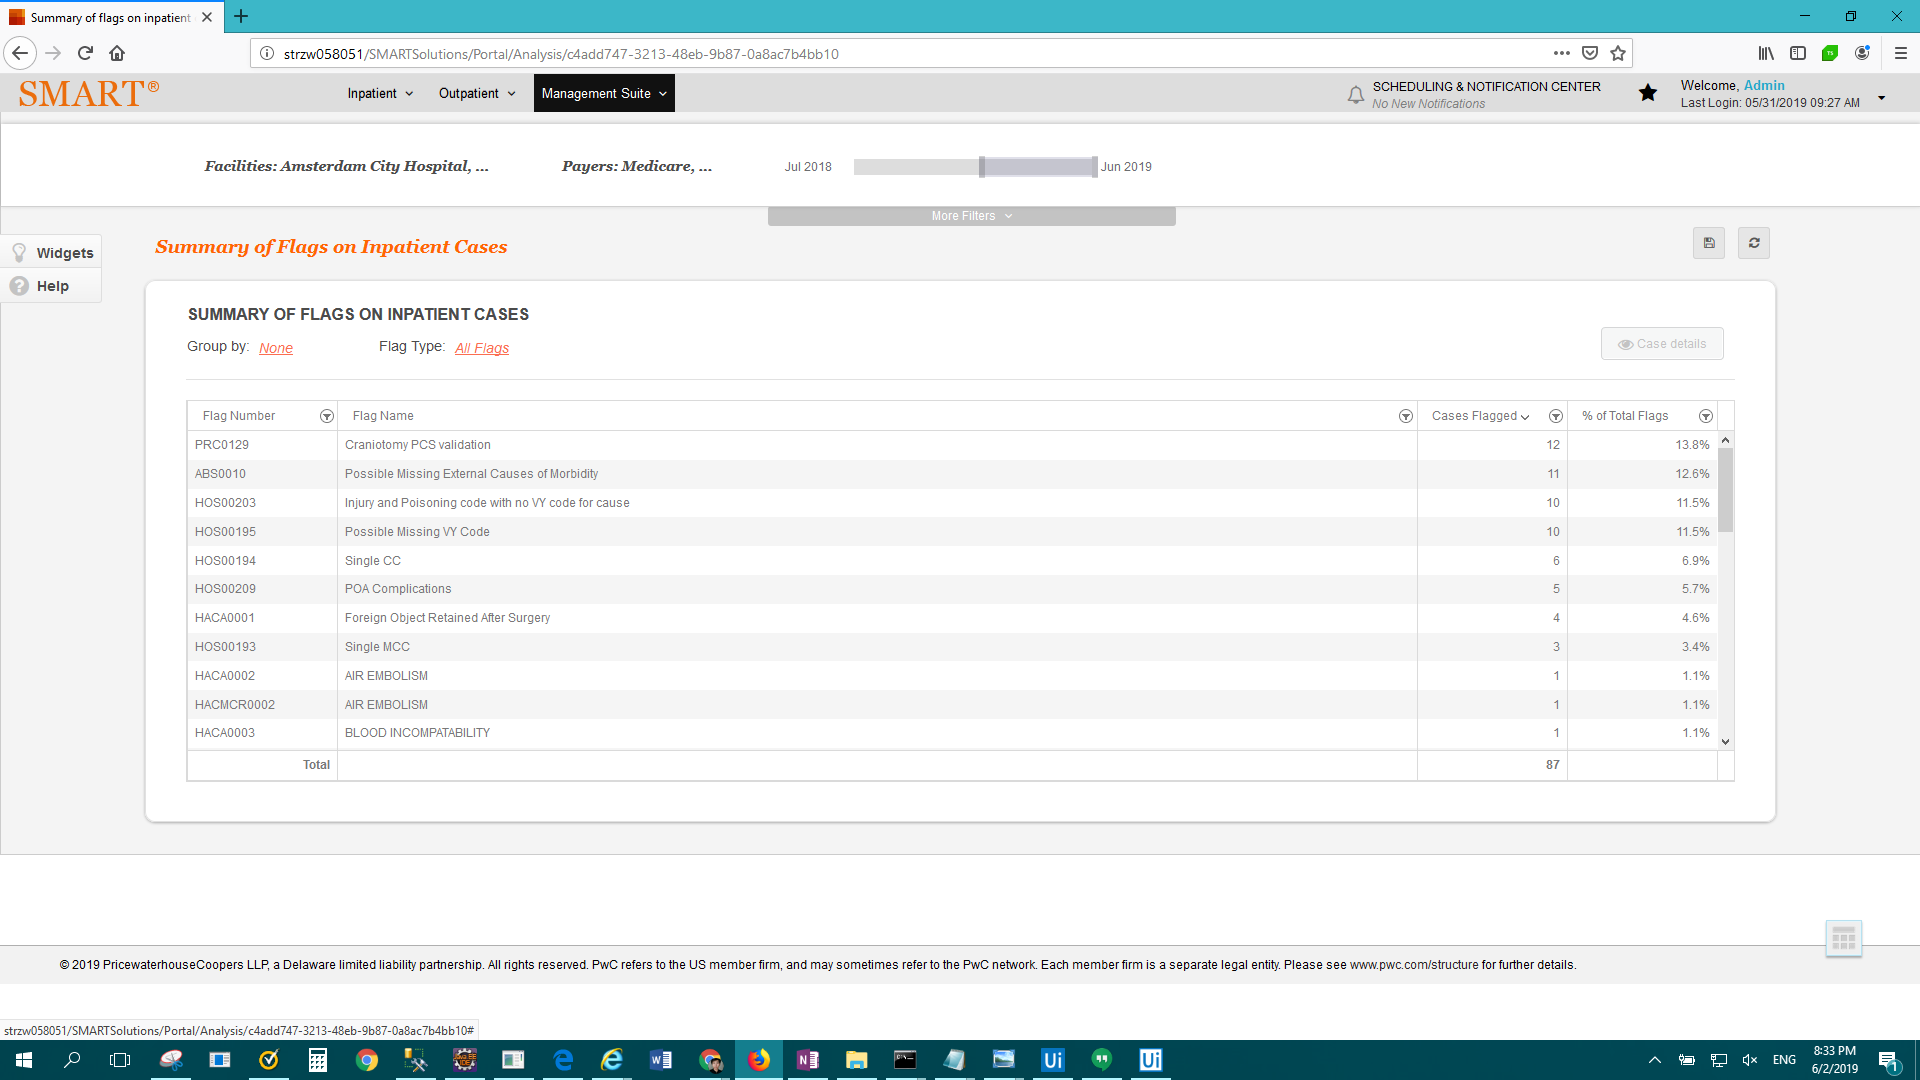 Summary of flags on inpatient
strzw058051/SMARTSolutions/Portal/Analysis/c4add747-3213-48eb-9b87-0a8ac7b4bb10
SMART®
Inpatient
Outpatient
Management Suite
SCHEDULING & NOTIFICATION CENTER
No New Notifications
Welcome, Admin
Last Login: 05/31/2019 09:27 AM
Facilities: Amsterdam City Hospital, ...
Payers: Medicare, ...
Jul 2018
Jun 2019
More Filters
Widgets
Help
Summary of Flags on Inpatient Cases
SUMMARY OF FLAGS ON INPATIENT CASES
Group by: None
Flag Type: All Flags
Case details
Flag Number Flag Name Cases Flagged % of Total Flags
PRC0129 Craniotomy PCS validation 12 13.8%
ABS0010 Possible Missing External Causes of Morbidity 11 12.6%
HOS00203 Injury and Poisoning code with no VY code for cause 10 11.5%
HOS00195 Possible Missing VY Code 10 11.5%
HOS00194 Single CC 6 6.9%
HOS00209 POA Complications 5 5.7%
HACA0001 Foreign Object Retained After Surgery 4 4.6%
HOS00193 Single MCC 3 3.4%
HACA0002 AIR EMBOLISM 1 1.1%
HACMCR0002 AIR EMBOLISM 1 1.1%
HACA0003 BLOOD INCOMPATABILITY 1 1.1%
Total 87
© 2019 PricewaterhouseCoopers LLP, a Delaware limited liability partnership. All rights reserved. PwC refers to the US member firm, and may sometimes refer to the PwC network. Each member firm is a separate legal entity. Please see www.pwc.com/structure for further details.
strzw058051/SMARTSolutions/Portal/Analysis/c4add747-3213-48eb-9b87-0a8ac7b4bb10#
ENG
8:33 PM
6/2/2019
1